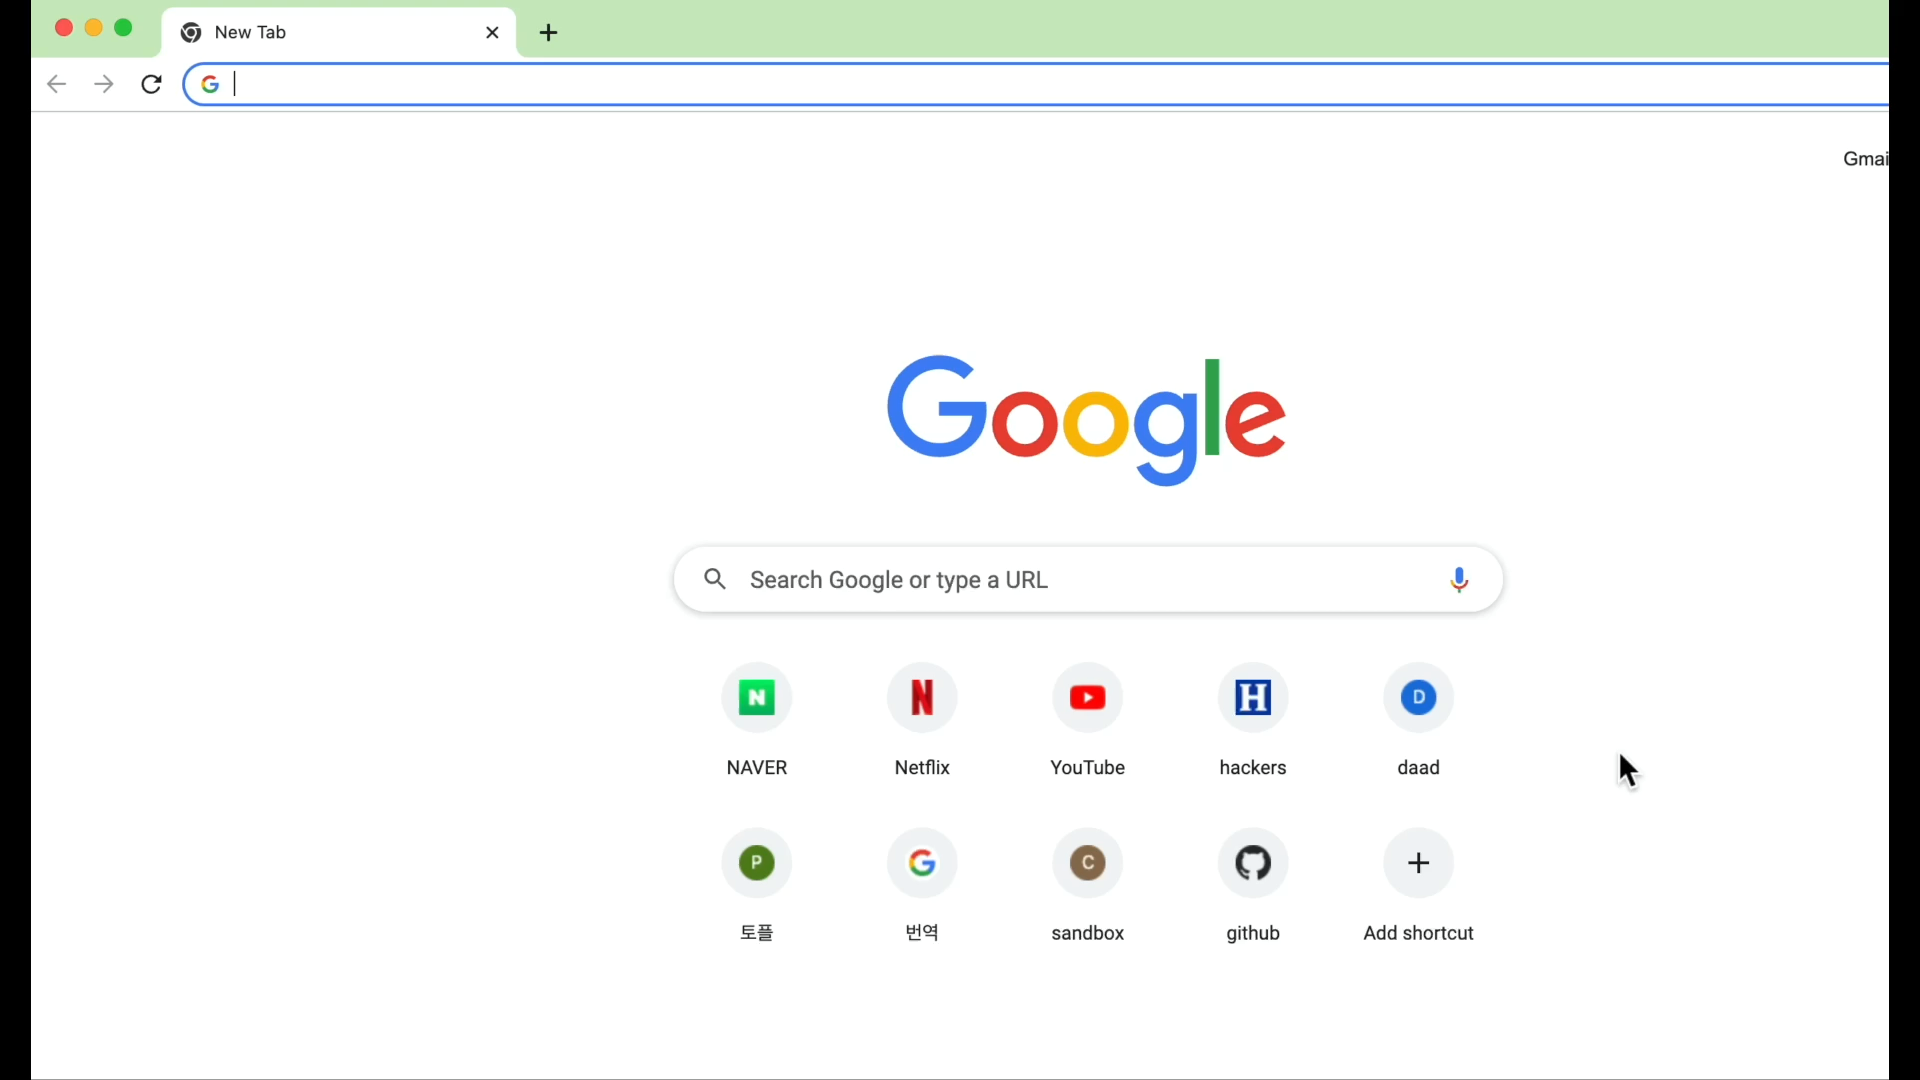 New Tab
Gmai
Google
Search Google or type a URL
N
N
H
D
NAVER
Netflix
YouTube
hackers
daad
P
G
C
토플
번역
sandbox
github
Add shortcut